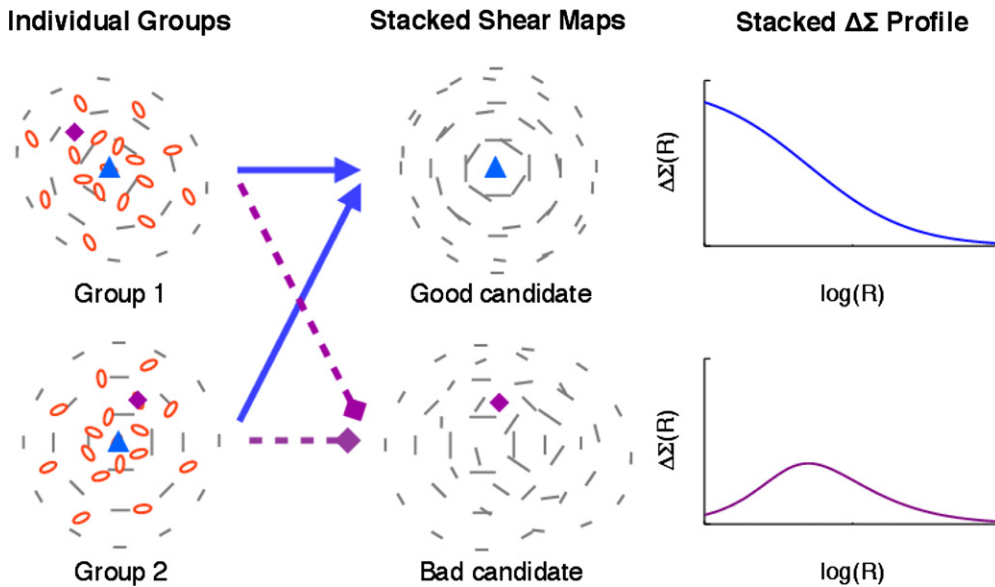 Individual Groups
Stacked Shear Maps
Stacked ΔΣ Profile
ΔΣ(R)
Group 1
Good candidate
log(R)
ΔΣ(R)
Group 2
Bad candidate
log(R)